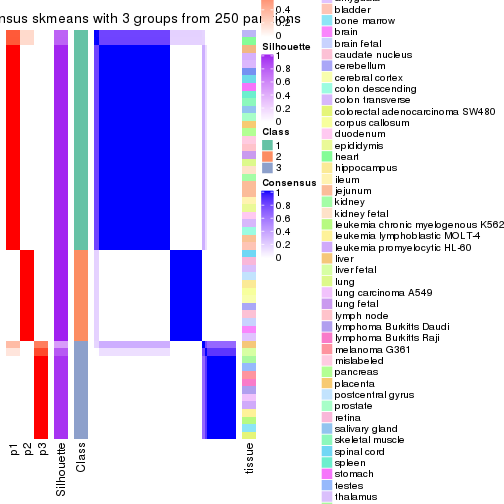 nsus skmeans with 3 groups from 250 pa
ons
0.4
0.2
0
Silhouette
1
0.8
0.6
0.4
0.2
0
Class
1
2
3
Consensus
1
0.8
0.6
0.4
0.2
0
p1
p2
p3
Silhouette
Class
tissue
bladder
bone marrow
brain
brain fetal
caudate nucleus
cerebellum
cerebral cortex
colon descending
colon transverse
colorectal adenocarcinoma SW480
corpus callosum
duodenum
epididymis
heart
hippocampus
ileum
jejunum
kidney
kidney fetal
leukemia chronic myelogenous K562
leukemia lymphoblastic MOLT-4
leukemia promyelocytic HL-60
liver
liver fetal
lung
lung carcinoma A549
lung fetal
lymph node
lymphoma Burkitts Daudi
lymphoma Burkitts Raji
melanoma G361
mislabeled
pancreas
placenta
postcentral gyrus
prostate
retina
salivary gland
skeletal muscle
spinal cord
spleen
stomach
testes
thalamus